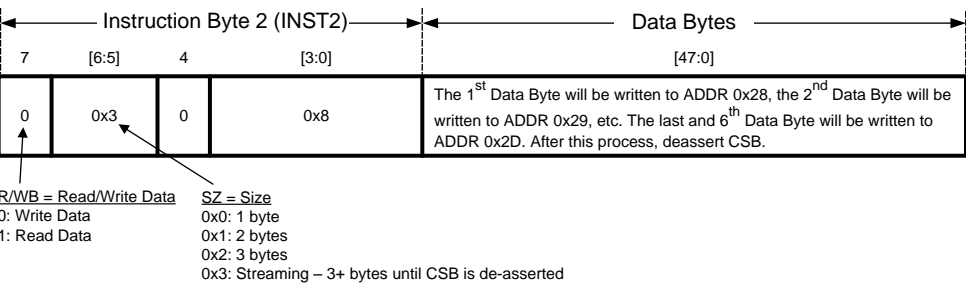 Instruction Byte 2 (INST2) Data Bytes
7 [6:5] 4 [3:0] [47:0]
0 0x3 0 0x8
The 1st Data Byte will be written to ADDR 0x28, the 2nd Data Byte will be
written to ADDR 0x29, etc. The last and 6th Data Byte will be written to
ADDR 0x2D. After this process, deassert CSB.
R/WB = Read/Write Data SZ = Size
0: Write Data 0x0: 1 byte
1: Read Data 0x1: 2 bytes
0x2: 3 bytes
0x3: Streaming – 3+ bytes until CSB is de-asserted